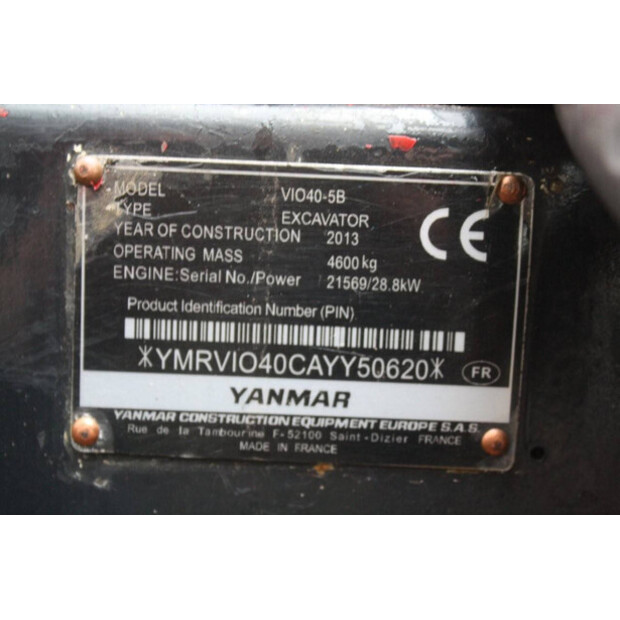 MODEL VIO40-5B
TYPE EXCAVATOR
YEAR OF CONSTRUCTION 2013
OPERATING MASS 4600kg
ENGINE:Serial No./Power 21569/28.8kW
CE
Product Identification Number (PIN)
*YMRVIO40CAYY50620*
FR
YANMAR
YANMAR CONSTRUCTION EQUIPMENT EUROPE S.A.S.
Rue de la Tambourine F-52100 Saint-Dizier FRANCE
MADE IN FRANCE